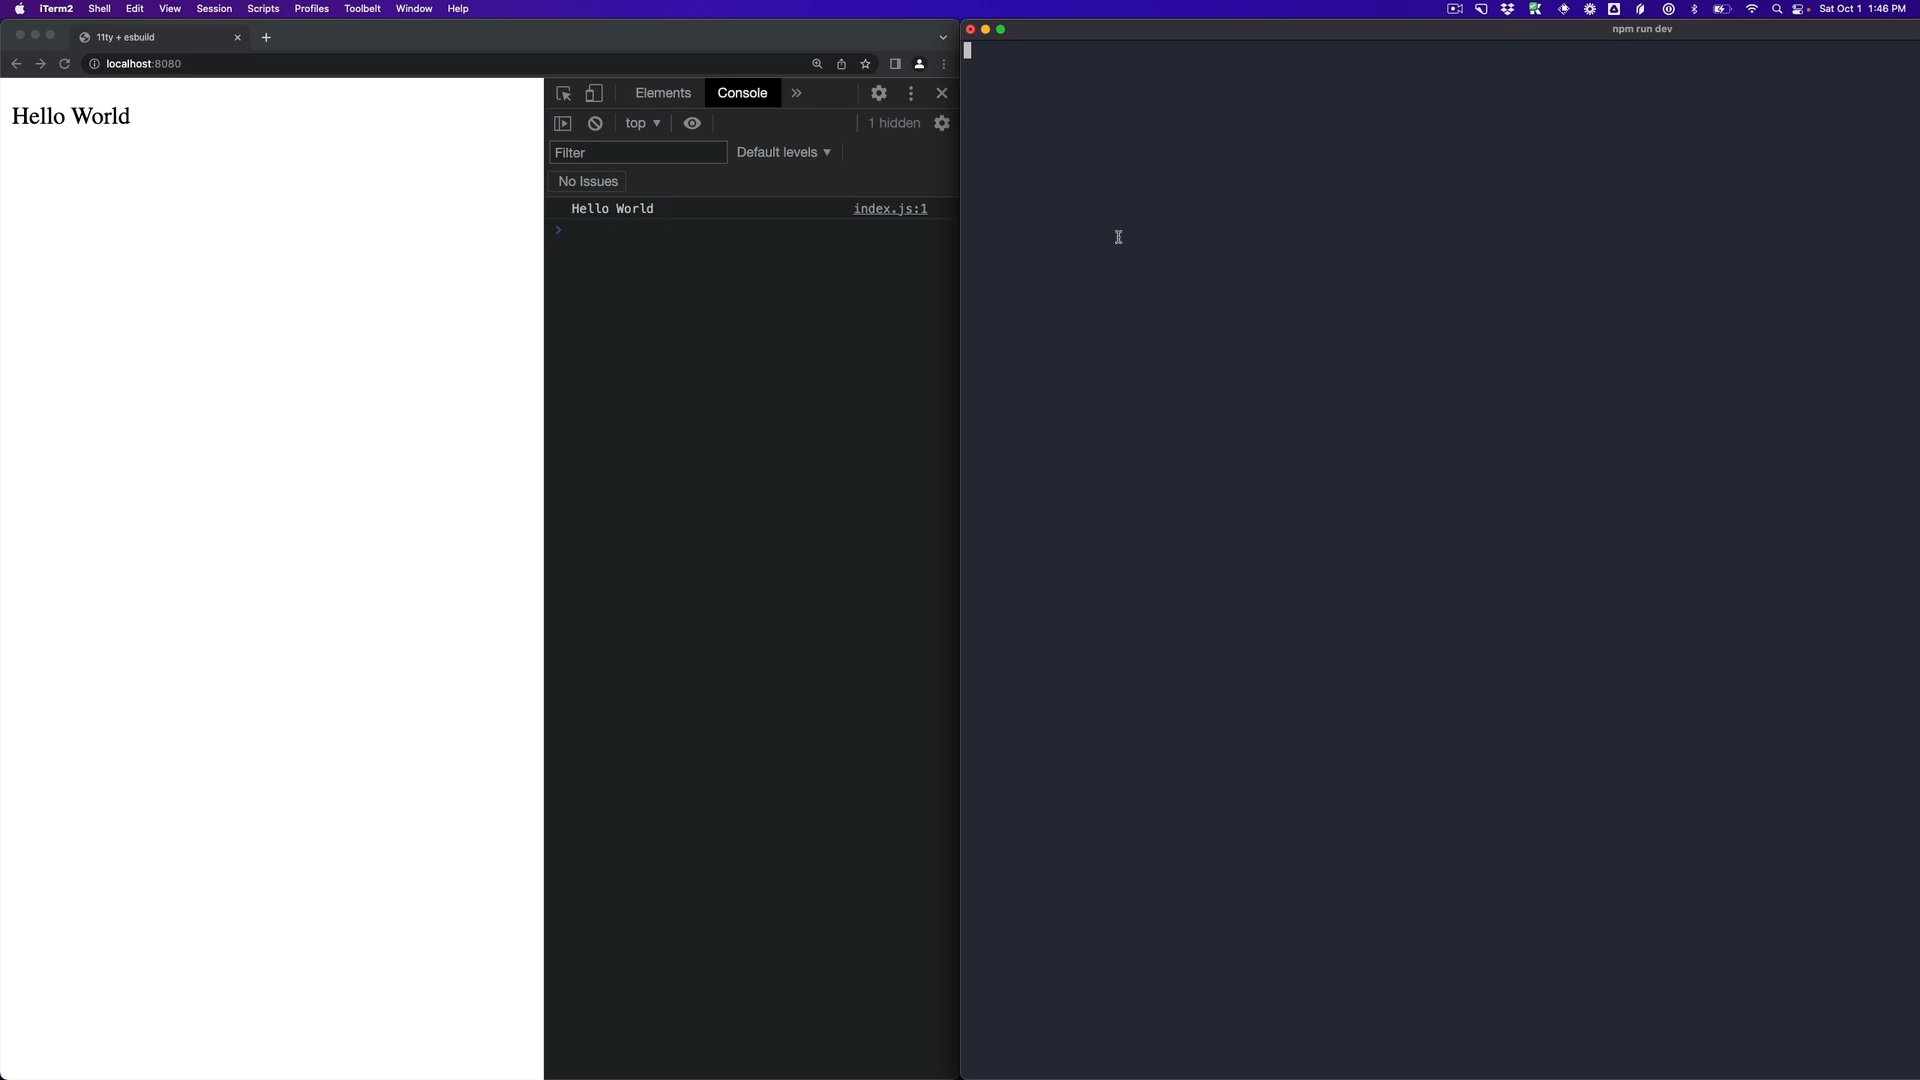 iTerm2 Shell Edit View Session Scripts Profiles Toolbelt Window Help Sat Oct 1 1:46 PM
11ty + esbuild
npm run dev
localhost:8080
Hello World
Elements Console
top 1 hidden
Filter Default levels
No Issues
Hello World index.js:1